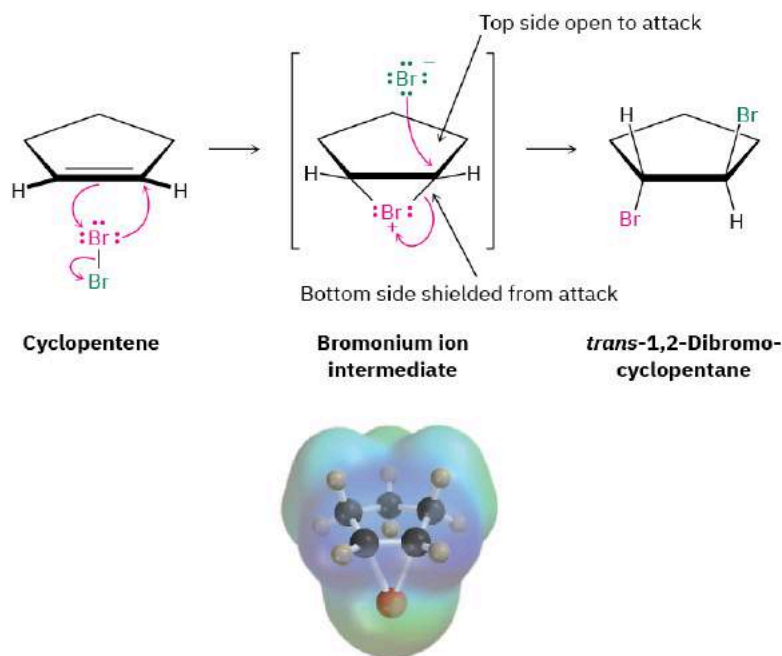 Top side open to attack
Br −
H
H
Br
Br
H
H
Br
+
H
Br
Br
H
Bottom side shielded from attack
Cyclopentene
Bromonium ion
intermediate
trans-1,2-Dibromo-
cyclopentane